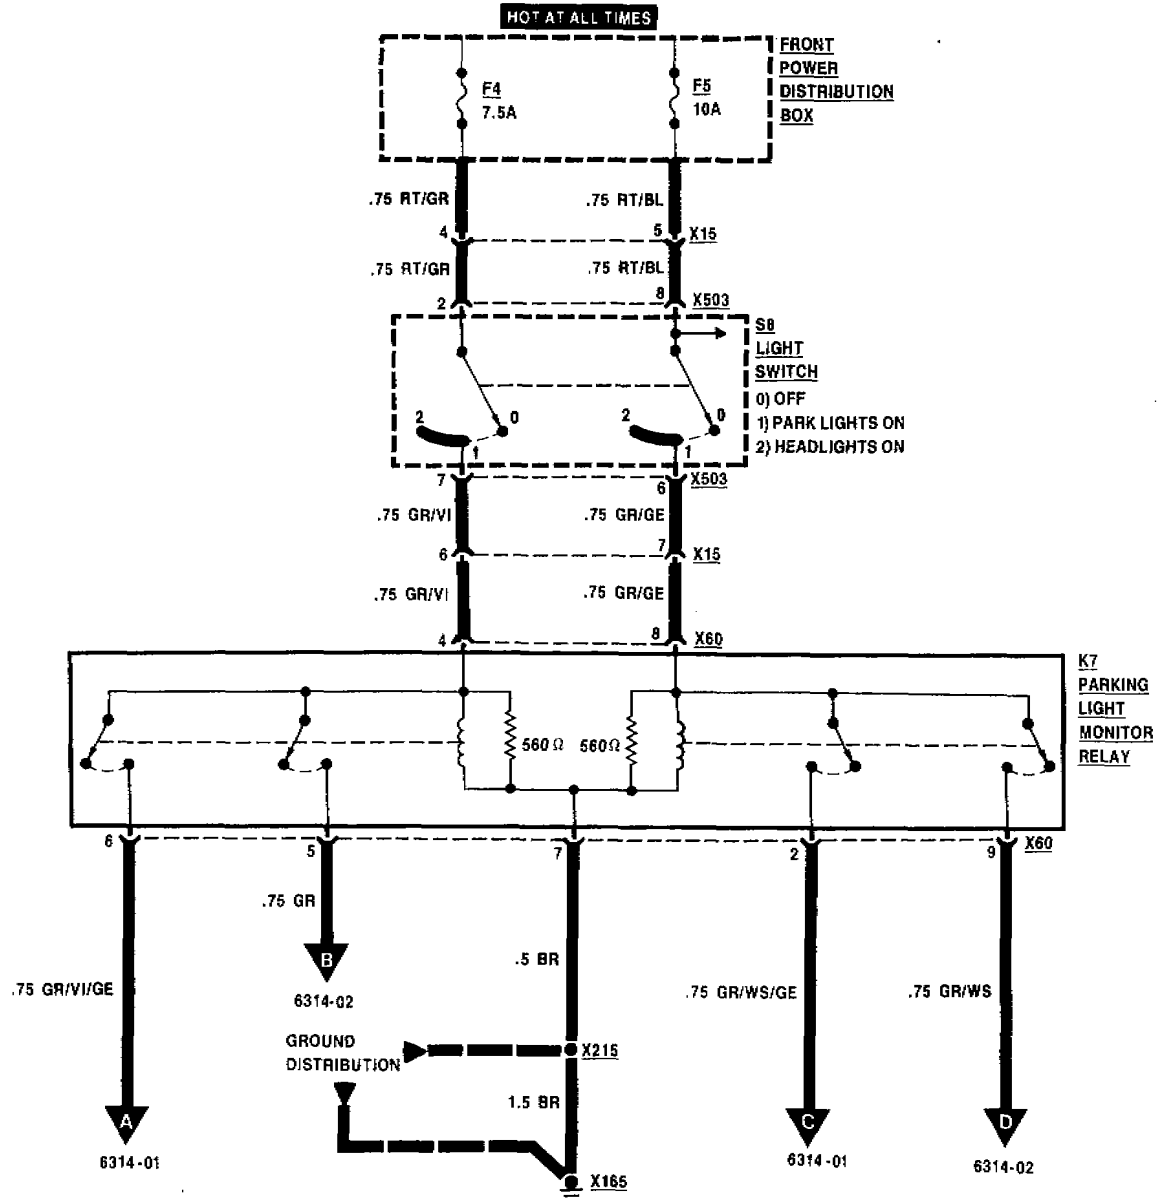 HOT AT ALL TIMES
FRONT
POWER
DISTRIBUTION
BOX
F4
7.5A
F5
10A
.75 RT/GR
.75 RT/BL
4
5
X15
.75 RT/GR
.75 RT/BL
2
8
X503
S8
LIGHT
SWITCH
0) OFF
1) PARK LIGHTS ON
2) HEADLIGHTS ON
2
0
1
2
0
1
7
6
X503
.75 GR/VI
.75 GR/GE
6
7
X15
.75 GR/VI
.75 GR/GE
4
8
X60
K7
PARKING
LIGHT
MONITOR
RELAY
560Ω
560Ω
6
5
7
2
9
X60
.75 GR
B
6314-02
.75 GR/VI/GE
.5 BR
.75 GR/WS/GE
.75 GR/WS
GROUND
DISTRIBUTION
X215
1.5 BR
A
6314-01
C
6314-01
D
6314-02
X165